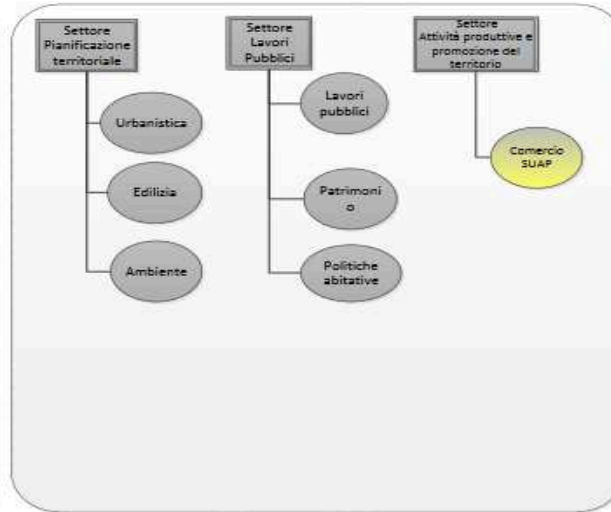 Settore
Pianificazione
territoriale
Urbanistica
Edilizia
Ambiente
Settore
Lavori
Pubblici
Lavori
pubblici
Patrimoni
o
Politiche
abitative
Settore
Attività produttive e
promozione del
territorio
Comercio
SUAP